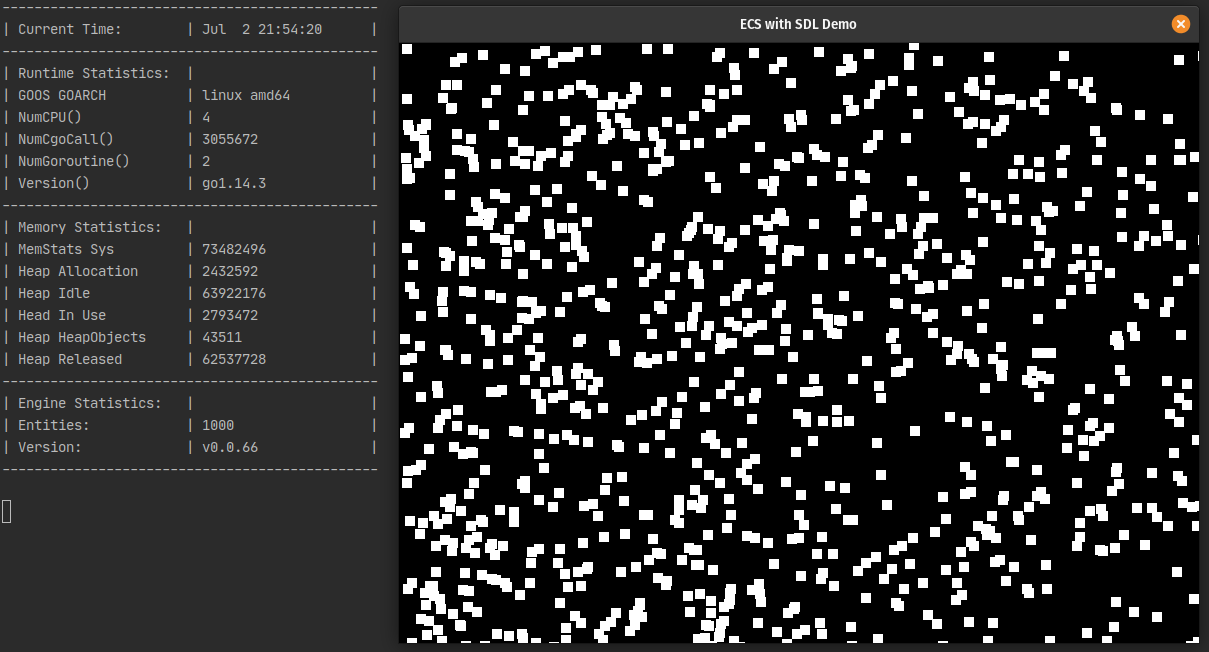 | Current Time: | Jul  2 21:54:20 |
| Runtime Statistics: | |
| GOOS GOARCH | linux amd64 |
| NumCPU() | 4 |
| NumCgoCall() | 3055672 |
| NumGoroutine() | 2 |
| Version() | go1.14.3 |
| Memory Statistics: | |
| MemStats Sys | 73482496 |
| Heap Allocation | 2432592 |
| Heap Idle | 63922176 |
| Head In Use | 2793472 |
| Heap HeapObjects | 43511 |
| Heap Released | 62537728 |
| Engine Statistics: | |
| Entities: | 1000 |
| Version: | v0.0.66 |
ECS with SDL Demo